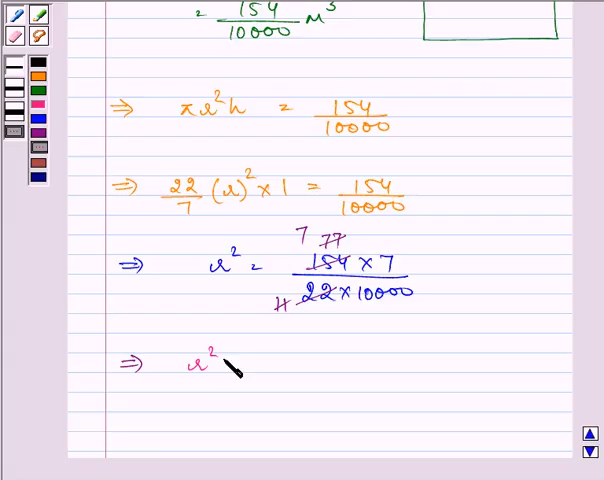 = 154/10000 M³
⇒ πr²h = 154/10000
⇒ 22/7 (r)² × 1 = 154/10000
7 77
⇒ r² = 154 × 7 / 22 × 10000
11
⇒ r²